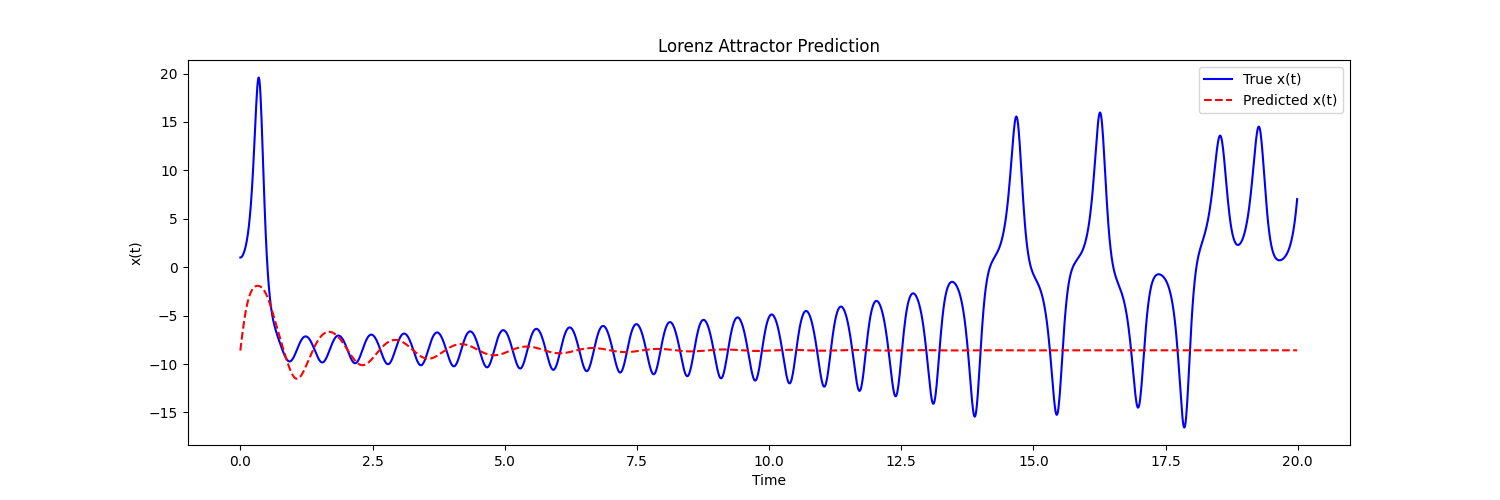 Lorenz Attractor Prediction
True x(t)
Predicted x(t)
x(t)
20
15
10
5
0
−5
−10
−15
0.0 2.5 5.0 7.5 10.0 12.5 15.0 17.5 20.0
Time